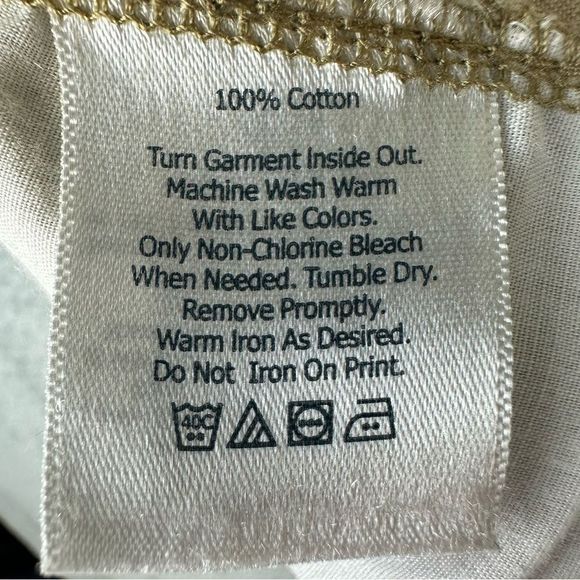 100% Cotton
Turn Garment Inside Out.
Machine Wash Warm
With Like Colors.
Only Non-Chlorine Bleach
When Needed. Tumble Dry.
Remove Promptly.
Warm Iron As Desired.
Do Not Iron On Print.
40C